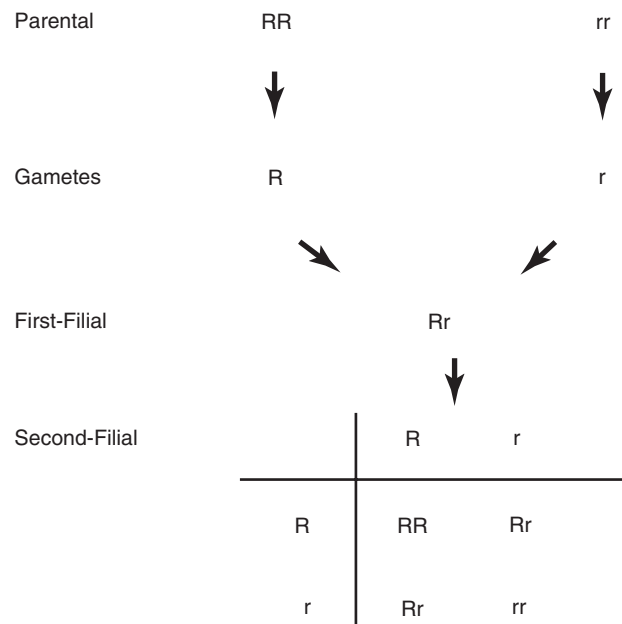 Parental RR rr
Gametes R r
First-Filial Rr
Second-Filial R r
R RR Rr
r Rr rr